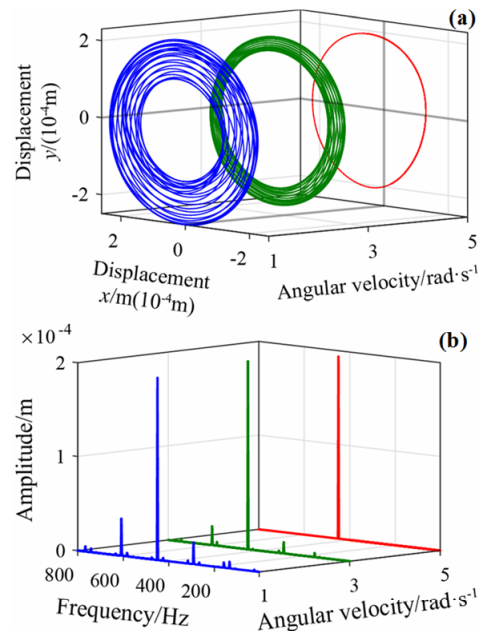 (a)
Displacement
y/(10⁻⁴m)
2
0
-2
2
0
-2
1
3
5
Displacement
x/m(10⁻⁴m)
Angular velocity/rad·s⁻¹
(b)
×10⁻⁴
Amplitude/m
2
1
0
800
600
400
200
1
3
5
Frequency/Hz
Angular velocity/rad·s⁻¹